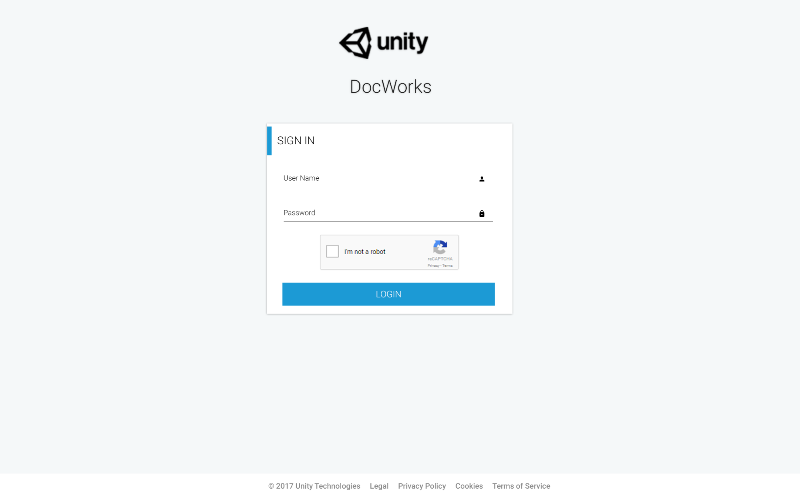 unity
DocWorks
SIGN IN
User Name
Password
I'm not a robot
reCAPTCHA
Privacy - Terms
LOGIN
© 2017 Unity Technologies Legal Privacy Policy Cookies Terms of Service